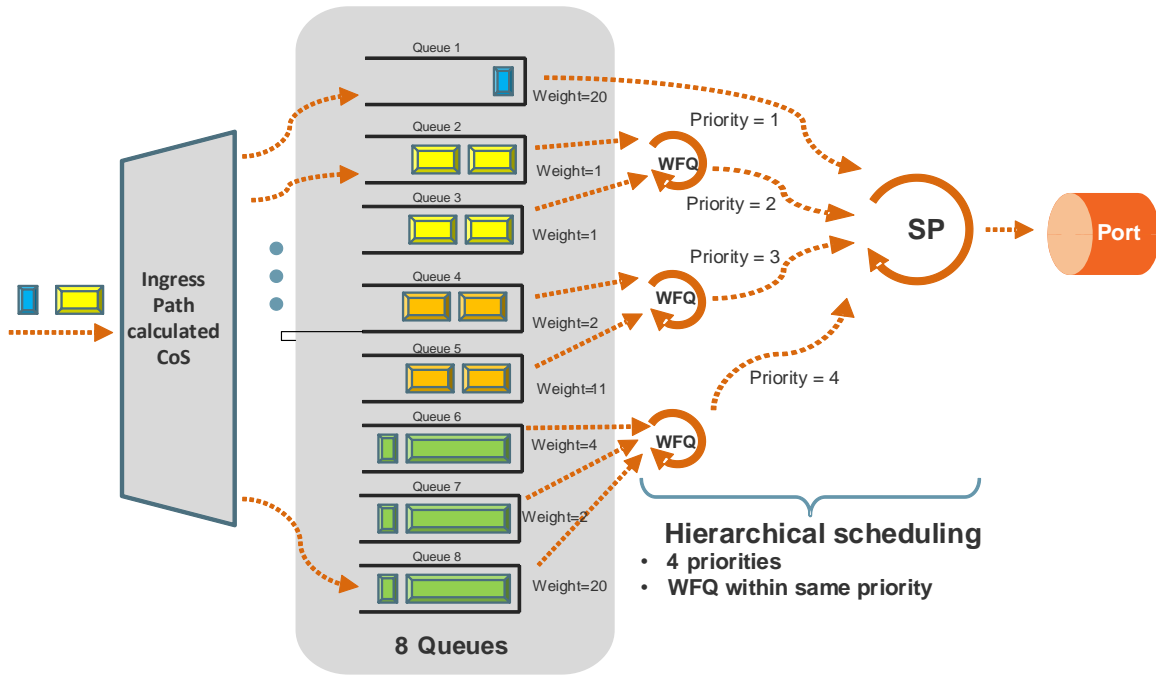 Queue 1
Weight=20
Priority = 1
Queue 2
WFQ
Weight=1
Priority = 2
Queue 3
Weight=1
SP
Port
Priority = 3
Ingress
Path
calculated
CoS
Queue 4
WFQ
Weight=2
Queue 5
Weight=11
Priority = 4
Queue 6
WFQ
Weight=4
Queue 7
Weight=2
Queue 8
Weight=20
8 Queues
Hierarchical scheduling
• 4 priorities
• WFQ within same priority